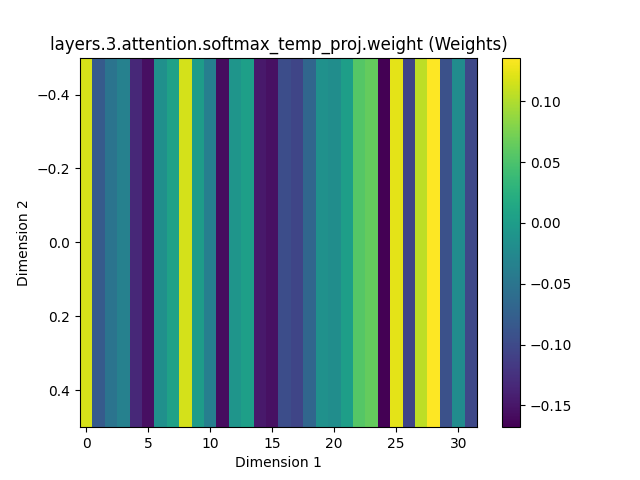 layers.3.attention.softmax_temp_proj.weight (Weights)
−0.4
−0.2
0.0
0.2
0.4
Dimension 2
0 5 10 15 20 25 30
Dimension 1
0.10
0.05
0.00
−0.05
−0.10
−0.15